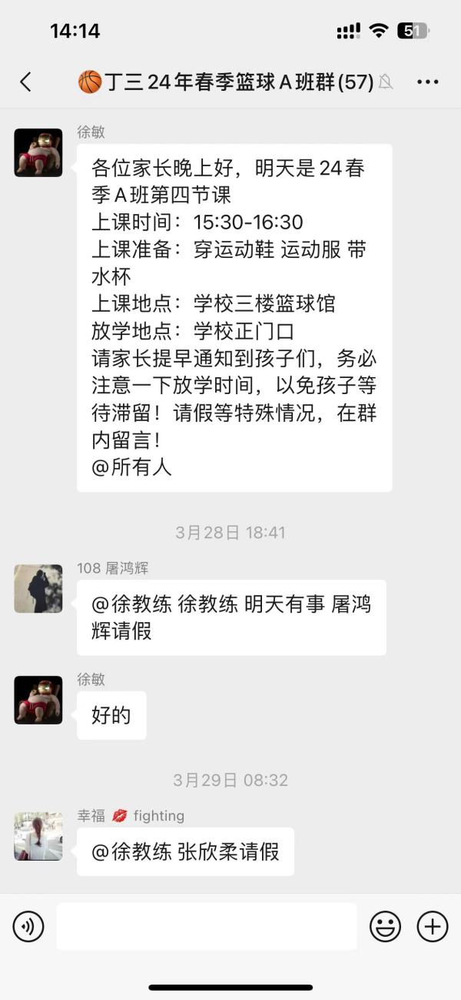 14:14
51
🏀丁三24年春季篮球A班群(57)
徐敏
各位家长晚上好，明天是24春
季A班第四节课
上课时间：15:30-16:30
上课准备：穿运动鞋 运动服 带
水杯
上课地点：学校三楼篮球馆
放学地点：学校正门口
请家长提早通知到孩子们，务必
注意一下放学时间，以免孩子等
待滞留！请假等特殊情况，在群
内留言！
@所有人
3月28日 18:41
108 屠鸿辉
@徐教练 徐教练 明天有事 屠鸿
辉请假
徐敏
好的
3月29日 08:32
幸福 💋 fighting
@徐教练 张欣柔请假